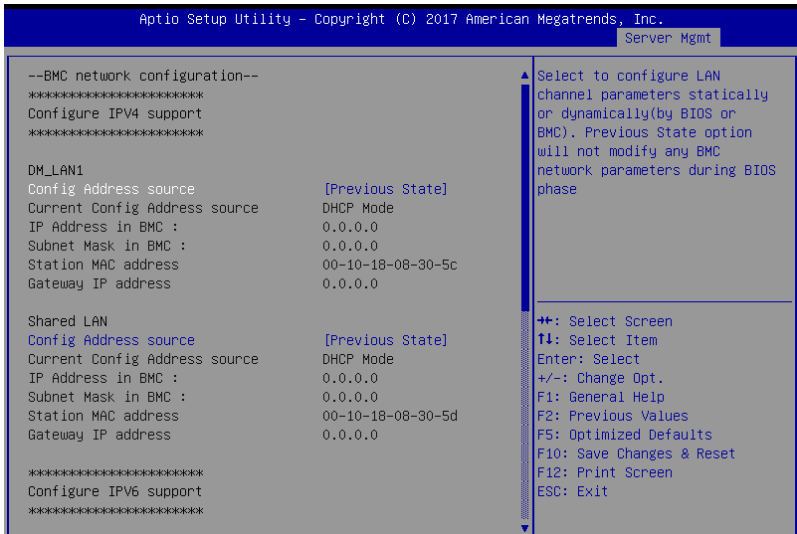 Aptio Setup Utility – Copyright (C) 2017 American Megatrends, Inc.
Server Mgmt
--BMC network configuration--
***********************
Configure IPV4 support
***********************
DM_LAN1
Config Address source [Previous State]
Current Config Address source DHCP Mode
IP Address in BMC : 0.0.0.0
Subnet Mask in BMC : 0.0.0.0
Station MAC address 00-10-18-08-30-5c
Gateway IP address 0.0.0.0
Shared LAN
Config Address source [Previous State]
Current Config Address source DHCP Mode
IP Address in BMC : 0.0.0.0
Subnet Mask in BMC : 0.0.0.0
Station MAC address 00-10-18-08-30-5d
Gateway IP address 0.0.0.0
***********************
Configure IPV6 support
***********************
Select to configure LAN
channel parameters statically
or dynamically(by BIOS or
BMC). Previous State option
will not modify any BMC
network parameters during BIOS
phase
→←: Select Screen
↑↓: Select Item
Enter: Select
+/-: Change Opt.
F1: General Help
F2: Previous Values
F5: Optimized Defaults
F10: Save Changes & Reset
F12: Print Screen
ESC: Exit